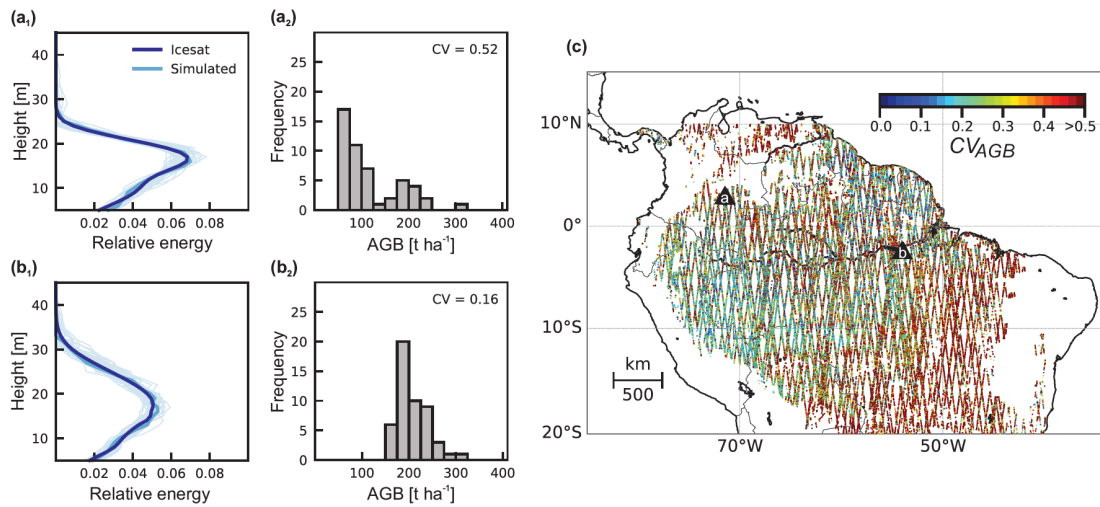 (a₁)
40
30
20
10
Height [m]
Icesat
Simulated
0.02 0.04 0.06 0.08
Relative energy
(a₂)
CV = 0.52
25
20
15
10
5
0
Frequency
100 200 300 400
AGB [t ha⁻¹]
(b₁)
40
30
20
10
Height [m]
0.02 0.04 0.06 0.08
Relative energy
(b₂)
CV = 0.16
25
20
15
10
5
0
Frequency
100 200 300 400
AGB [t ha⁻¹]
(c)
0.0 0.1 0.2 0.3 0.4 >0.5
CV_AGB
10°N
0°
10°S
20°S
a
b
km
500
70°W 50°W